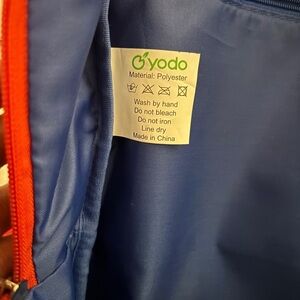 yodo
Material: Polyester
Wash by hand
Do not bleach
Do not iron
Line dry
Made in China